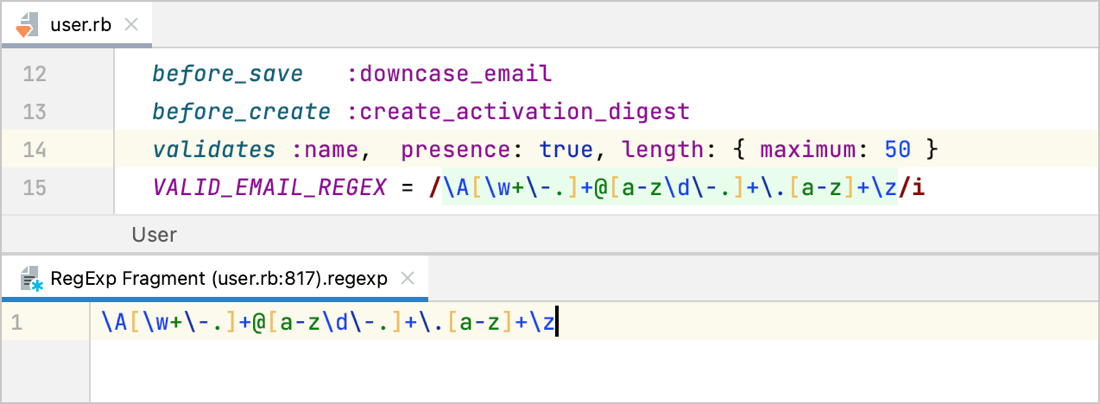 user.rb
12 before_save   :downcase_email
13 before_create :create_activation_digest
14 validates :name,  presence: true, length: { maximum: 50 }
15 VALID_EMAIL_REGEX = /\A[\w+\-.]+@[a-z\d\-.]+\.[a-z]+\z/i
User
RegExp Fragment (user.rb:817).regexp
1 \A[\w+\-.]+@[a-z\d\-.]+\.[a-z]+\z